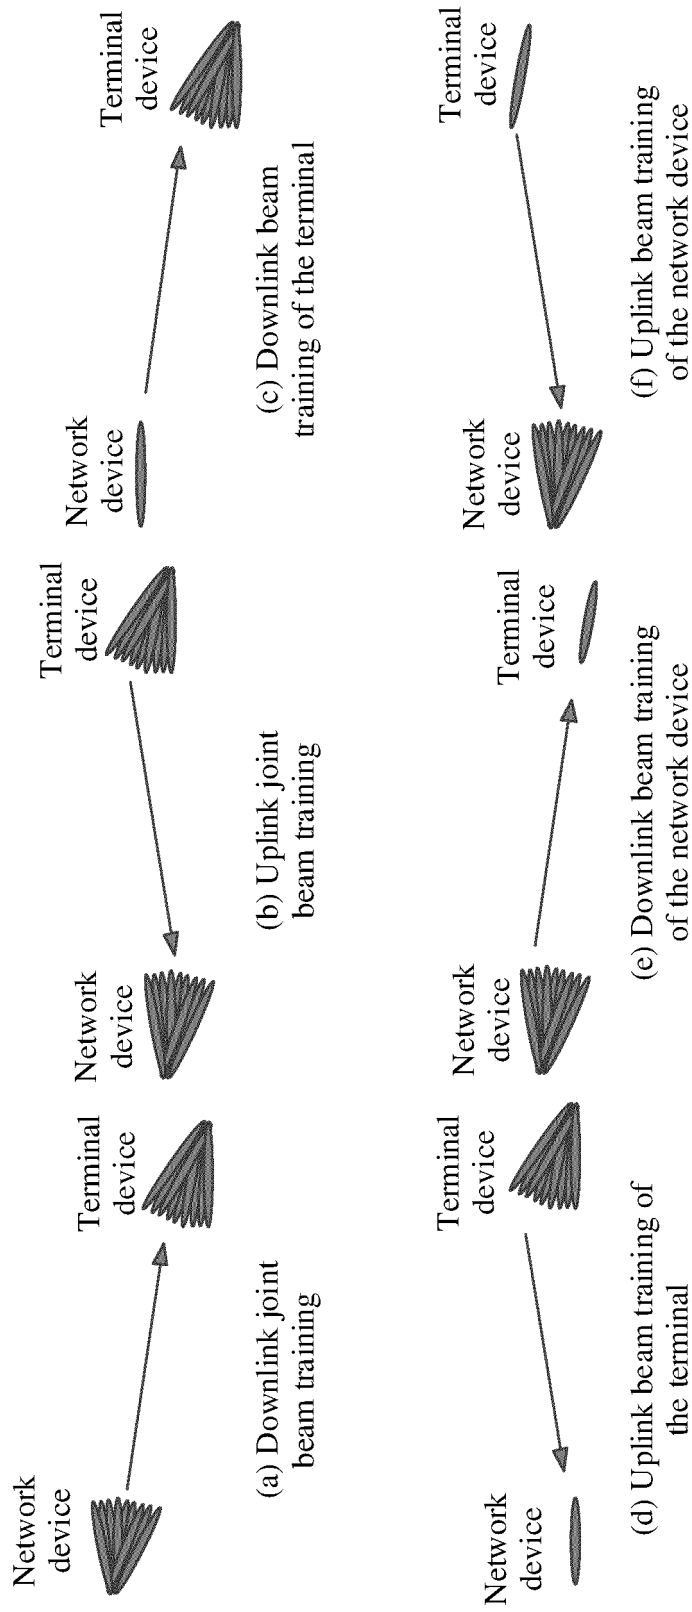 Network
device
Terminal
device
(a) Downlink joint
beam training
Network
device
Terminal
device
(b) Uplink joint
beam training
Network
device
Terminal
device
(c) Downlink beam
training of the terminal
Network
device
Terminal
device
(d) Uplink beam training of
the terminal
Network
device
Terminal
device
(e) Downlink beam training
of the network device
Network
device
Terminal
device
(f) Uplink beam training
of the network device